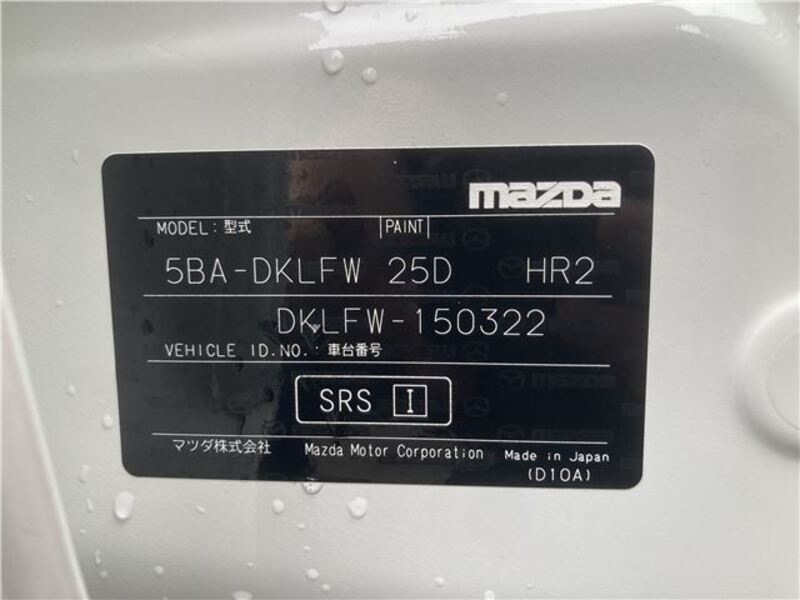 mazda
MODEL : 型式 PAINT
5BA-DKLFW 25D HR2
DKLFW-150322
VEHICLE ID.NO. : 車台番号
SRS I
マツダ株式会社 Mazda Motor Corporation Made in Japan
(D10A)